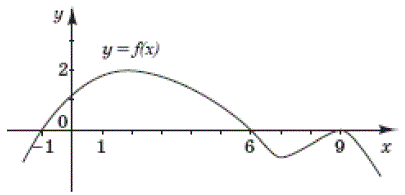 y
y = f(x)
2
0
−1 1 6 9 x